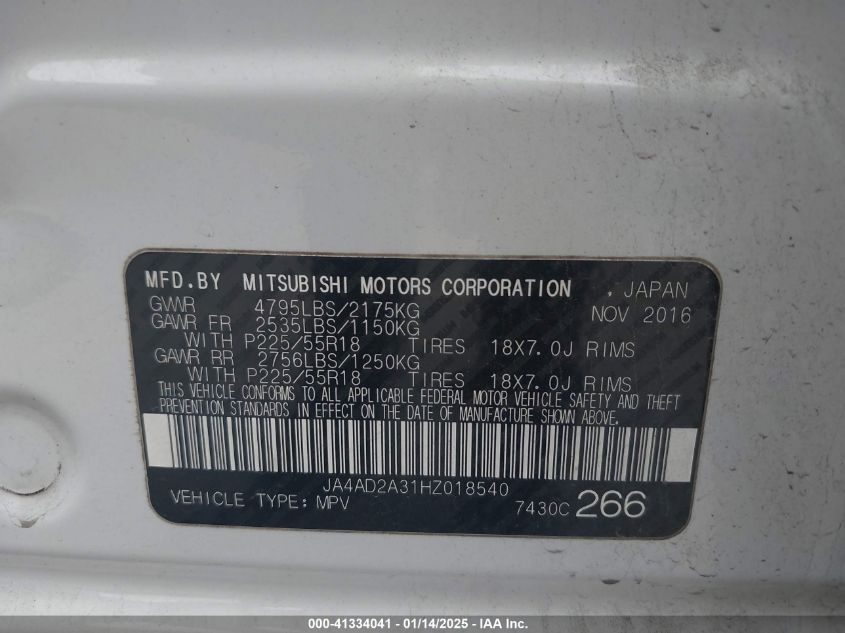 MFD.BY MITSUBISHI MOTORS CORPORATION , JAPAN
GVWR 4795LBS/2175KG NOV 2016
GAWR FR 2535LBS/1150KG
WITH P225/55R18 TIRES 18X7.0J RIMS
GAWR RR 2756LBS/1250KG
WITH P225/55R18 TIRES 18X7.0J RIMS
THIS VEHICLE CONFORMS TO ALL APPLICABLE FEDERAL MOTOR VEHICLE SAFETY AND THEFT
PREVENTION STANDARDS IN EFFECT ON THE DATE OF MANUFACTURE SHOWN ABOVE.
JA4AD2A31HZ018540
VEHICLE TYPE: MPV 7430C 266
000-41334041 - 01/14/2025 - IAA Inc.